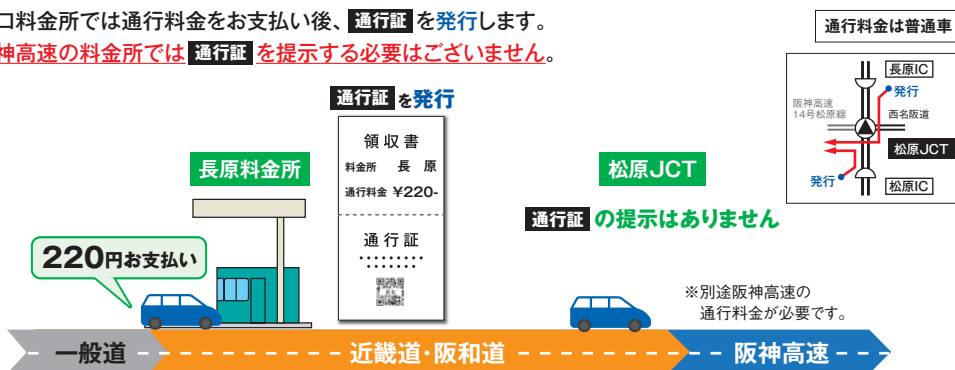 口料金所では通行料金をお支払い後、通行証を発行します。
神高速の料金所では通行証を提示する必要はございません。
通行料金は普通車
長原IC
発行
阪神高速
14号松原線
西名阪道
松原JCT
発行
松原IC
通行証を発行
領収書
料金所 長原
通行料金 ¥220-
通行証
長原料金所
220円お支払い
松原JCT
通行証の提示はありません
※別途阪神高速の
通行料金が必要です。
一般道
近畿道・阪和道
阪神高速